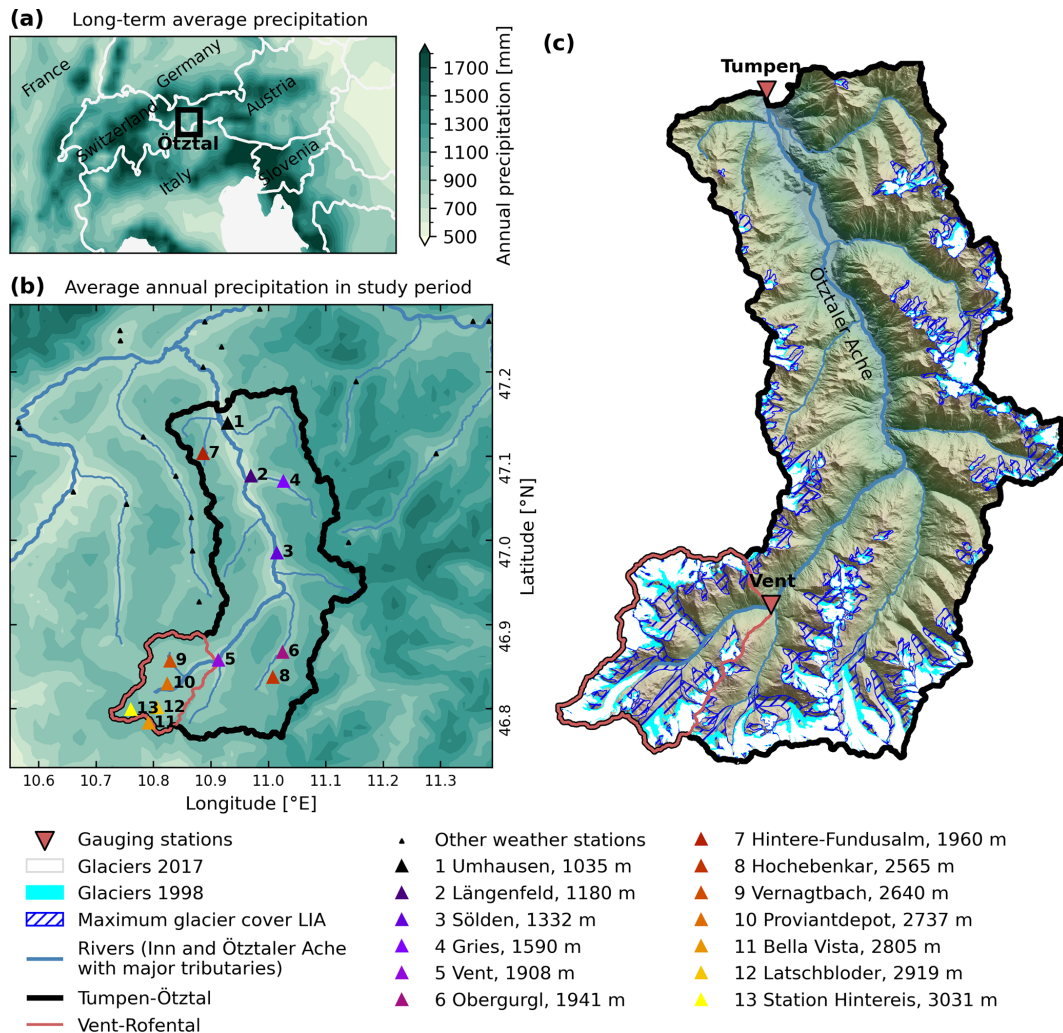 (a) Long-term average precipitation
France
Germany
Switzerland
Austria
Ötztal
Italy
Slovenia
1700
1500
1300
1100
900
700
500
Annual precipitation [mm]
(b) Average annual precipitation in study period
1
7
2
4
3
5
6
8
9
10
13
12
11
47.2
47.1
47.0
46.9
46.8
Latitude [°N]
10.6 10.7 10.8 10.9 11.0 11.1 11.2 11.3
Longitude [°E]
(c)
Tumpen
Ötztaler Ache
Vent
Gauging stations
Glaciers 2017
Glaciers 1998
Maximum glacier cover LIA
Rivers (Inn and Ötztaler Ache
with major tributaries)
Tumpen-Ötztal
Vent-Rofental
Other weather stations
1 Umhausen, 1035 m
2 Längenfeld, 1180 m
3 Sölden, 1332 m
4 Gries, 1590 m
5 Vent, 1908 m
6 Obergurgl, 1941 m
7 Hintere-Fundusalm, 1960 m
8 Hochebenkar, 2565 m
9 Vernagtbach, 2640 m
10 Proviantdepot, 2737 m
11 Bella Vista, 2805 m
12 Latschbloder, 2919 m
13 Station Hintereis, 3031 m